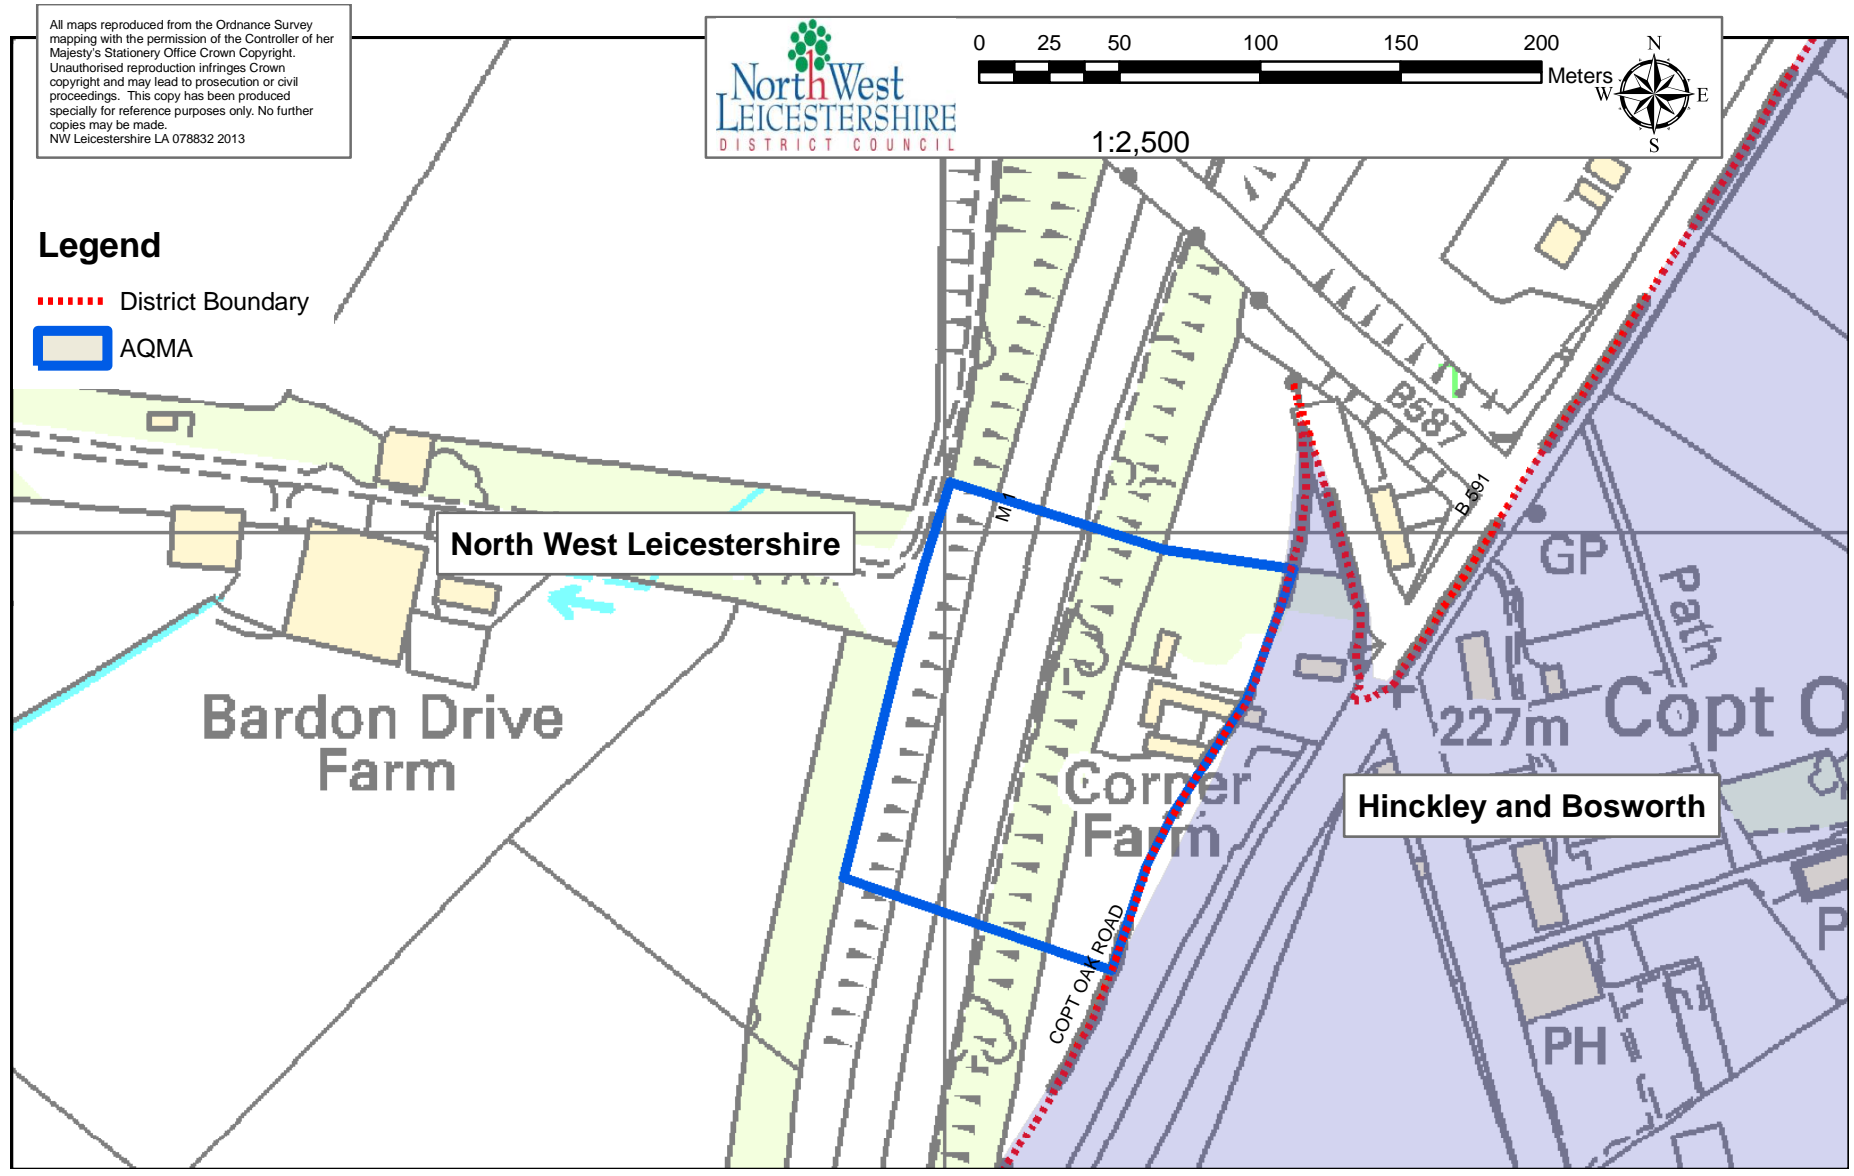 All maps reproduced from the Ordnance Survey
mapping with the permission of the Controller of her
Majesty's Stationery Office Crown Copyright.
Unauthorised reproduction infringes Crown
copyright and may lead to prosecution or civil
proceedings. This copy has been produced
specially for reference purposes only. No further
copies may be made.
NW Leicestershire LA 078832 2013
NorthWest
LEICESTERSHIRE
DISTRICT COUNCIL
0 25 50 100 150 200
Meters
1:2,500
N
W E
S
Legend
District Boundary
AQMA
B587
M1
B 591
North West Leicestershire
GP
Path
Bardon Drive
Farm
227m
Copt O
Corner
Farm
Hinckley and Bosworth
COPT OAK ROAD
P
PH